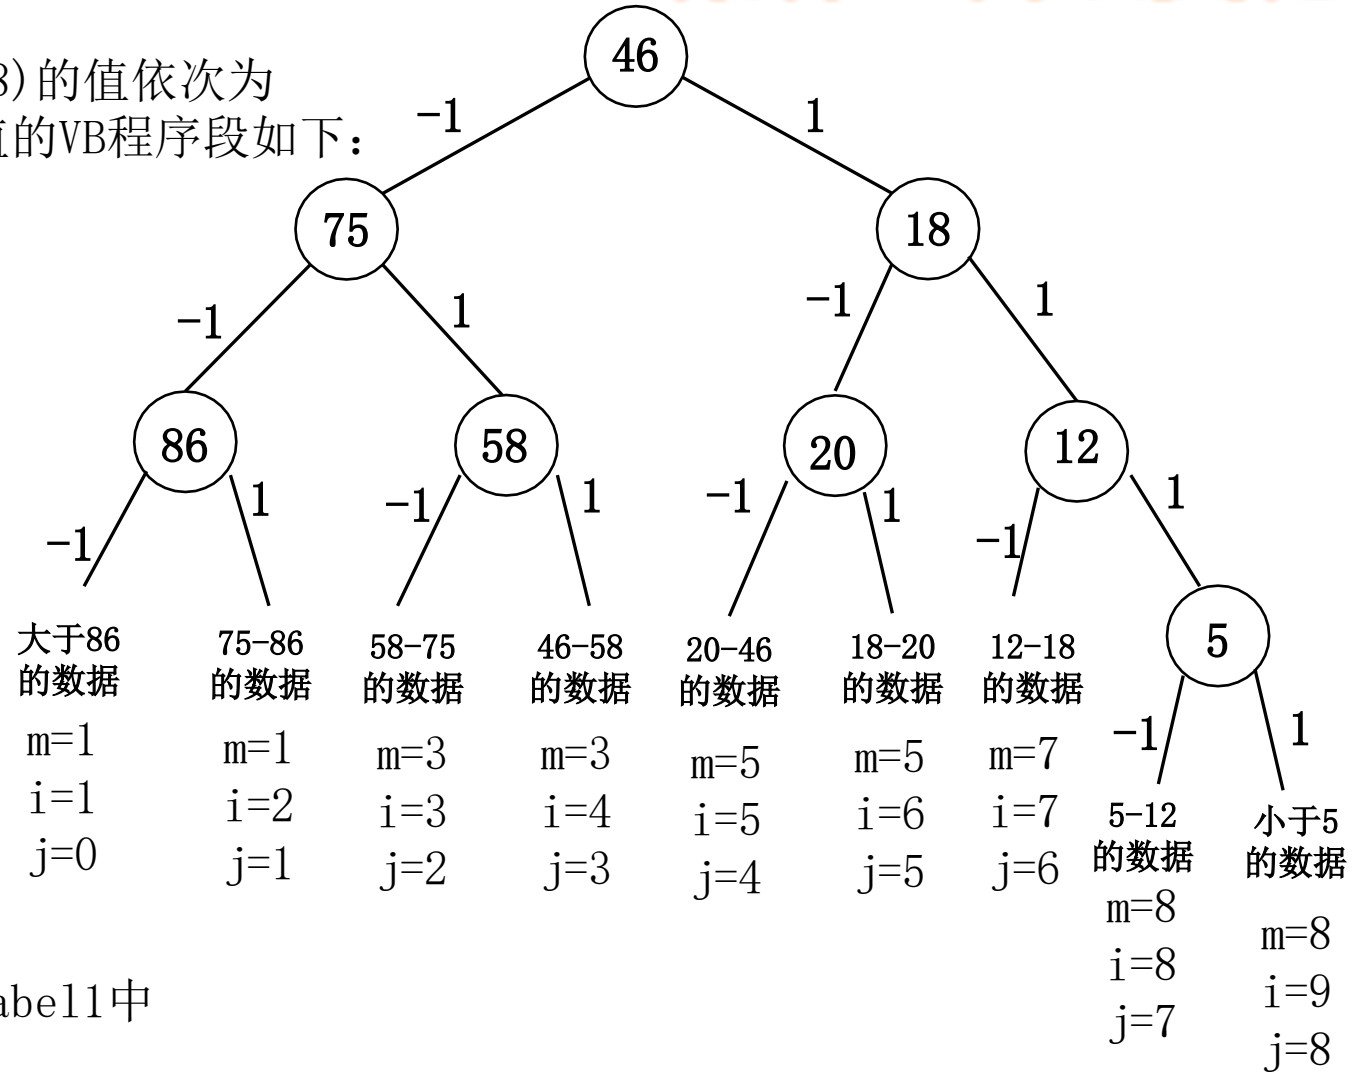 46
8)的值依次为
-1
1
值的VB程序段如下：
75
18
-1
1
-1
1
86
58
20
12
-1
1
-1
1
-1
1
-1
1
5
大于86
的数据
75-86
的数据
58-75
的数据
46-58
的数据
20-46
的数据
18-20
的数据
12-18
的数据
-1
1
m=1
i=1
j=0
m=1
i=2
j=1
m=3
i=3
j=2
m=3
i=4
j=3
m=5
i=5
j=4
m=5
i=6
j=5
m=7
i=7
j=6
5-12
的数据
小于5
的数据
m=8
i=8
j=7
m=8
i=9
j=8
abel1中